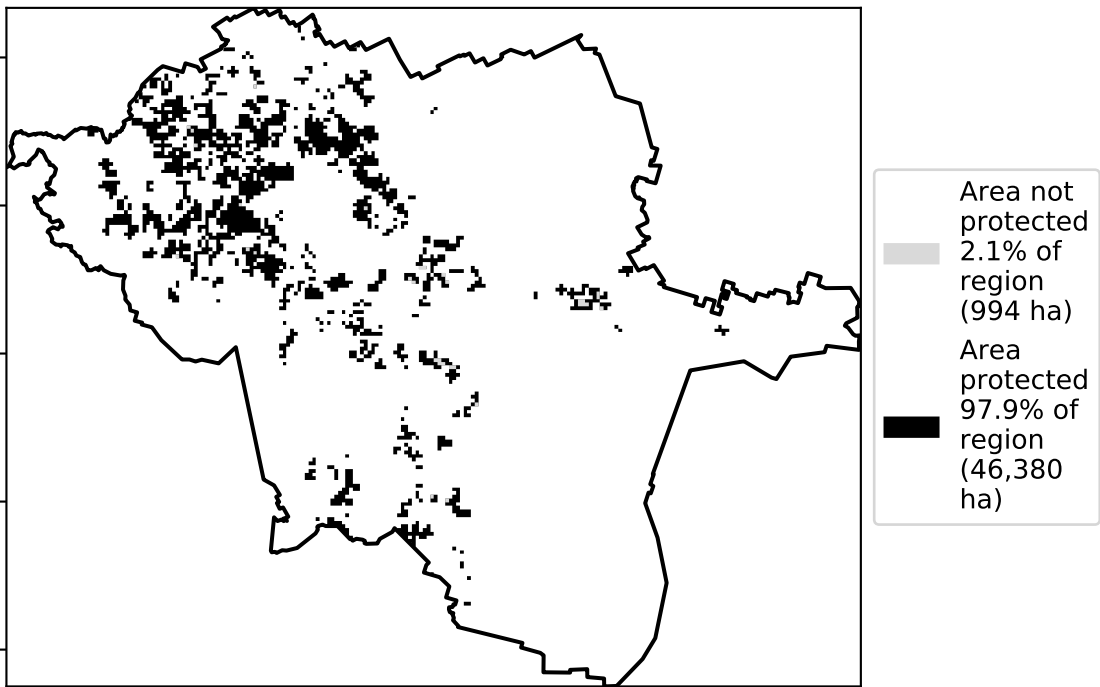 Area not
protected
2.1% of
region
(994 ha)
Area
protected
97.9% of
region
(46,380
ha)